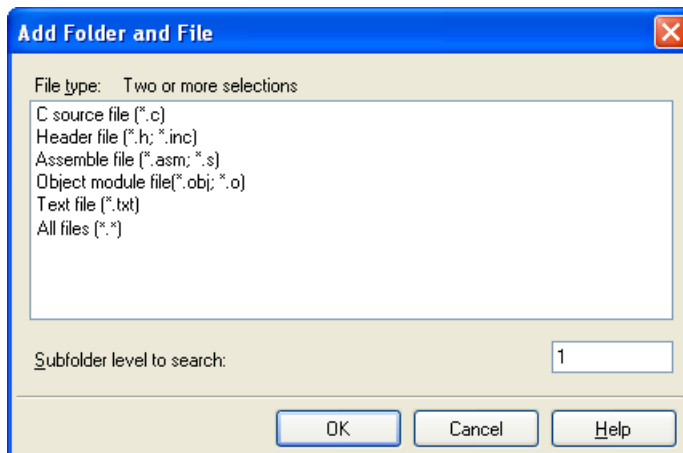 Add Folder and File
File type: Two or more selections
C source file (*.c)
Header file (*.h; *.inc)
Assemble file (*.asm; *.s)
Object module file(*.obj; *.o)
Text file (*.txt)
All files (*.*)
Subfolder level to search: 1
OK Cancel Help